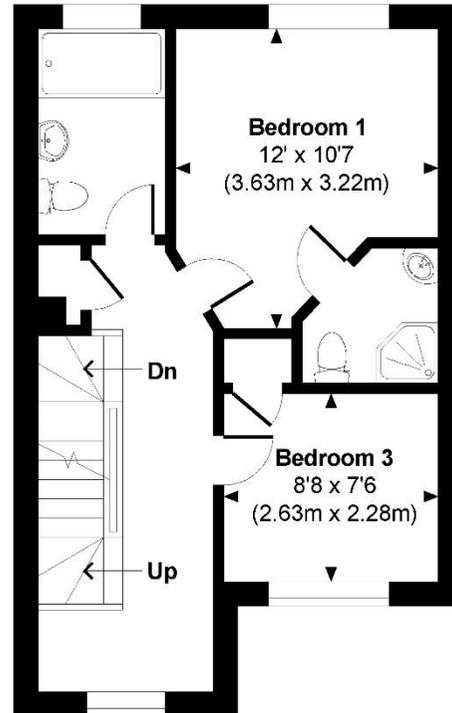 Bedroom 1
12' x 10'7
(3.63m x 3.22m)
Dn
Bedroom 3
8'8 x 7'6
(2.63m x 2.28m)
Up